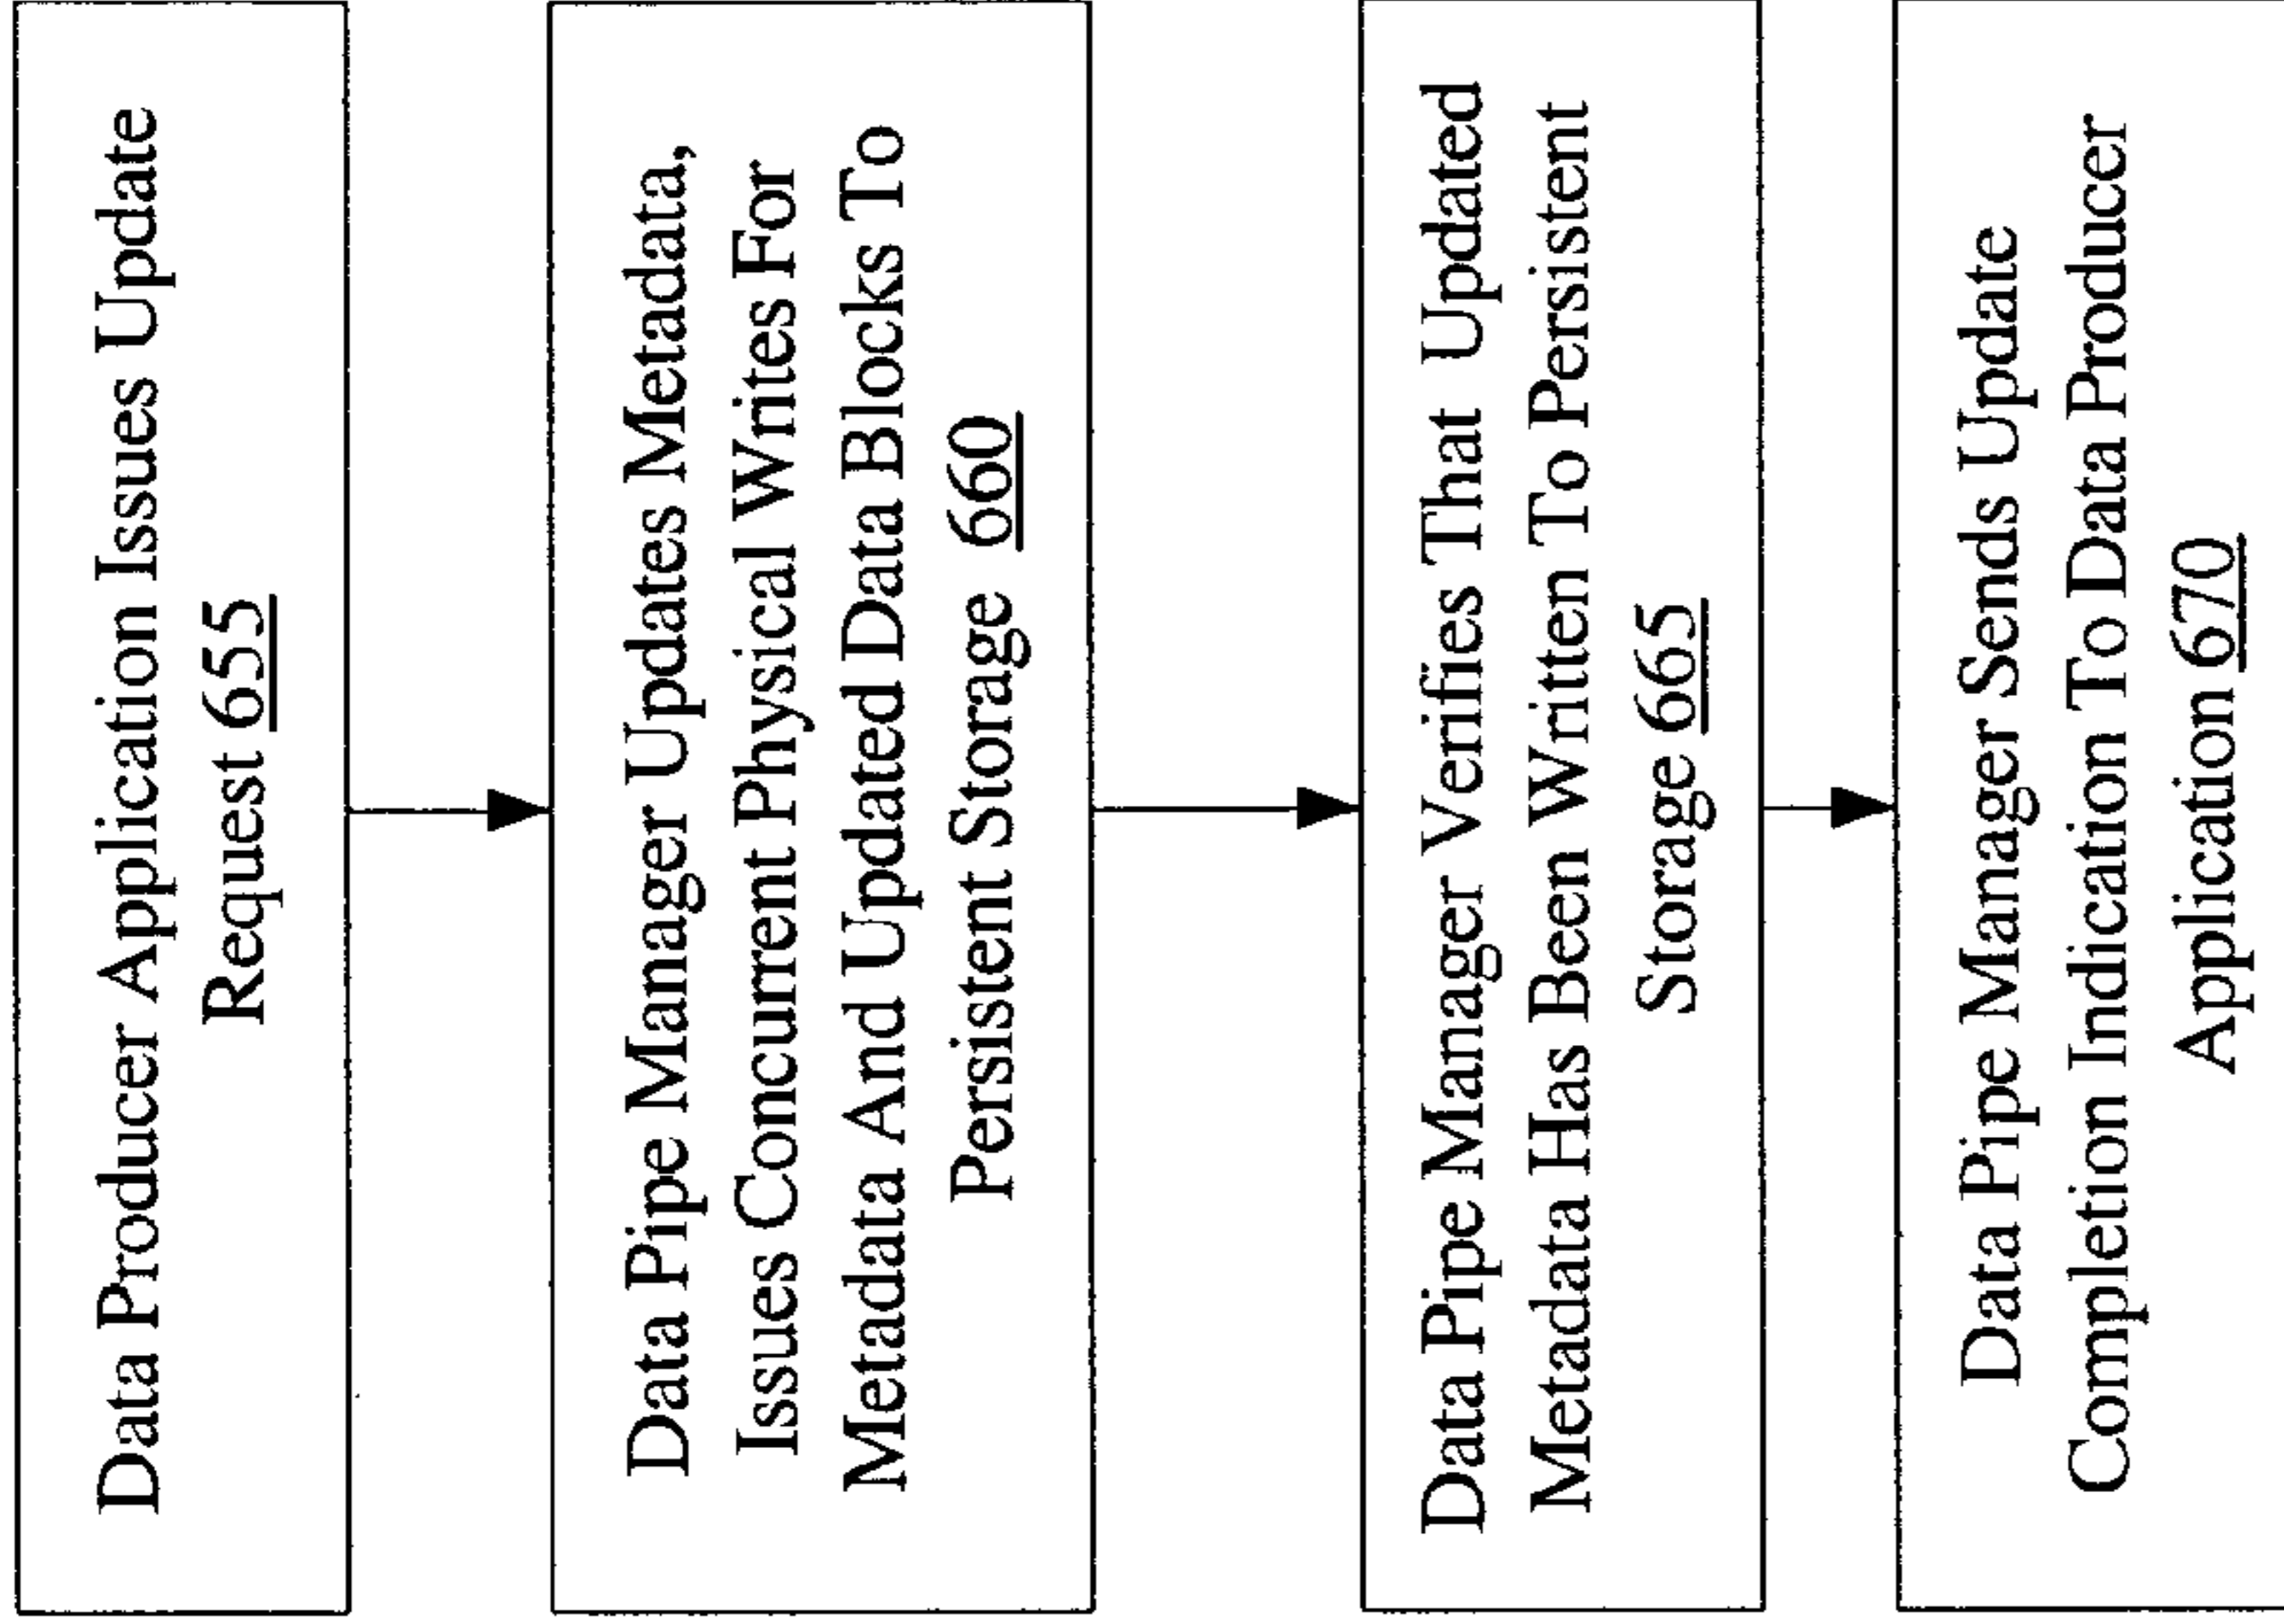 Data Producer Application Issues Update
Request 655
Data Pipe Manager Updates Metadata,
Issues Concurrent Physical Writes For
Metadata And Updated Data Blocks To
Persistent Storage 660
Data Pipe Manager Verifies That Updated
Metadata Has Been Written To Persistent
Storage 665
Data Pipe Manager Sends Update
Completion Indication To Data Producer
Application 670